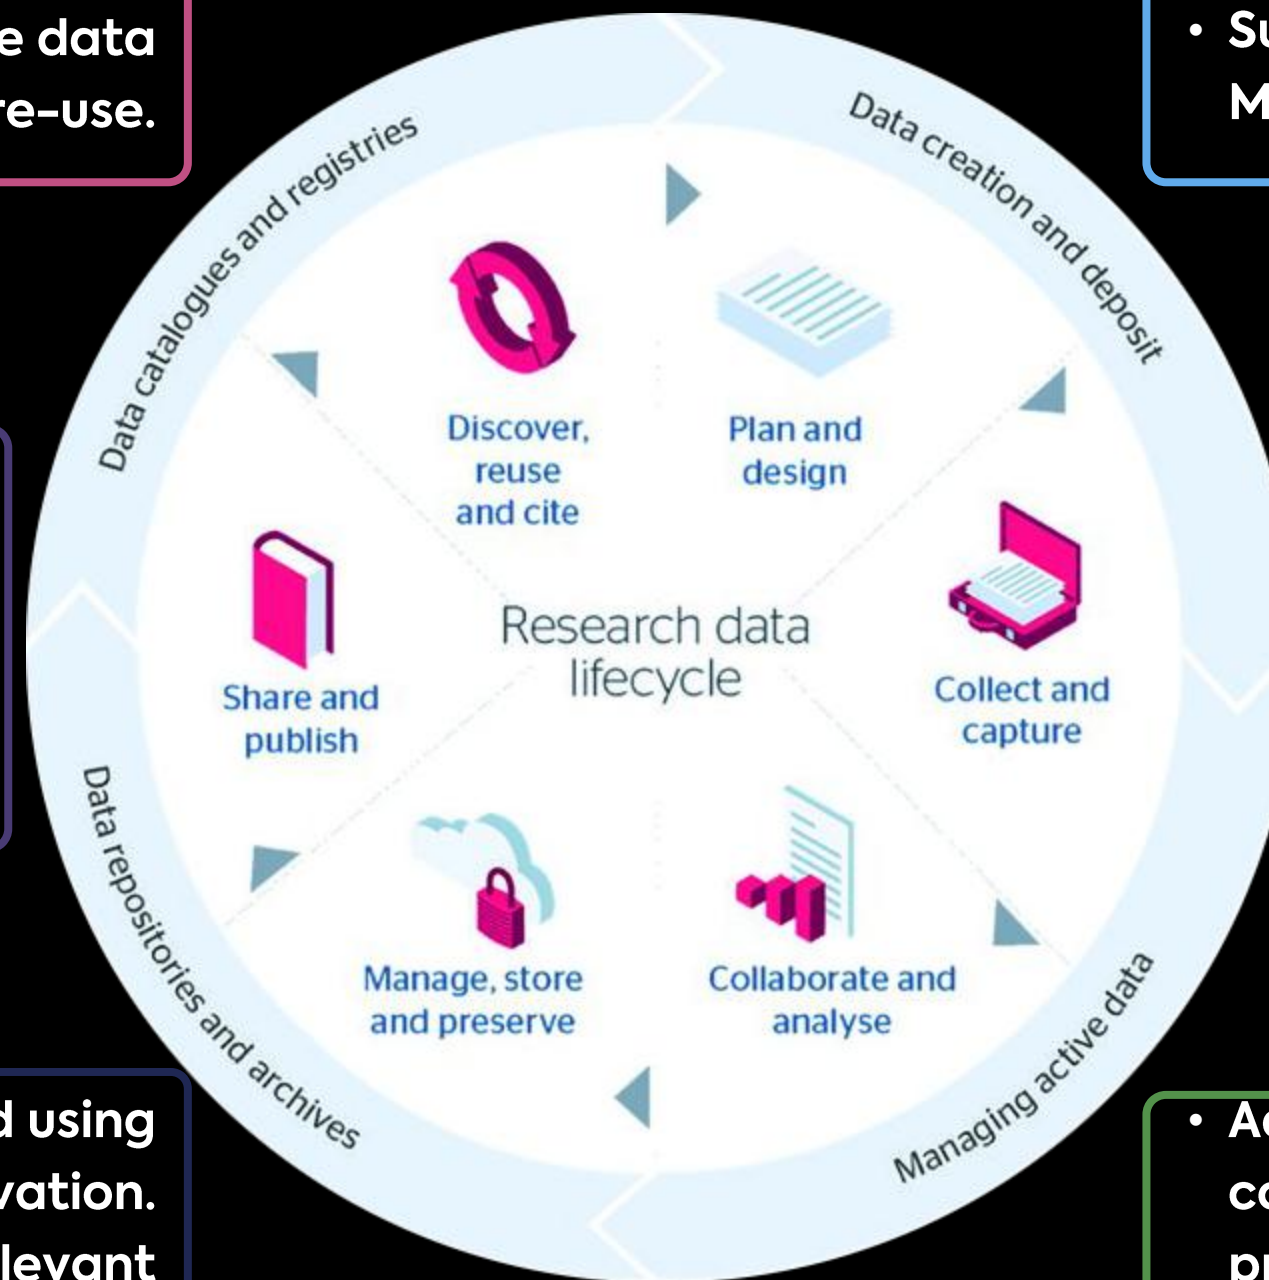 e data
re-use.
• Su
M
Data catalogues and registries
Data creation and deposit
Discover,
reuse
and cite
Plan and
design
Research data
lifecycle
Share and
publish
Collect and
capture
Manage, store
and preserve
Collaborate and
analyse
Data repositories and archives
Managing active data
d using
vation.
levant
• Ad
co
pr